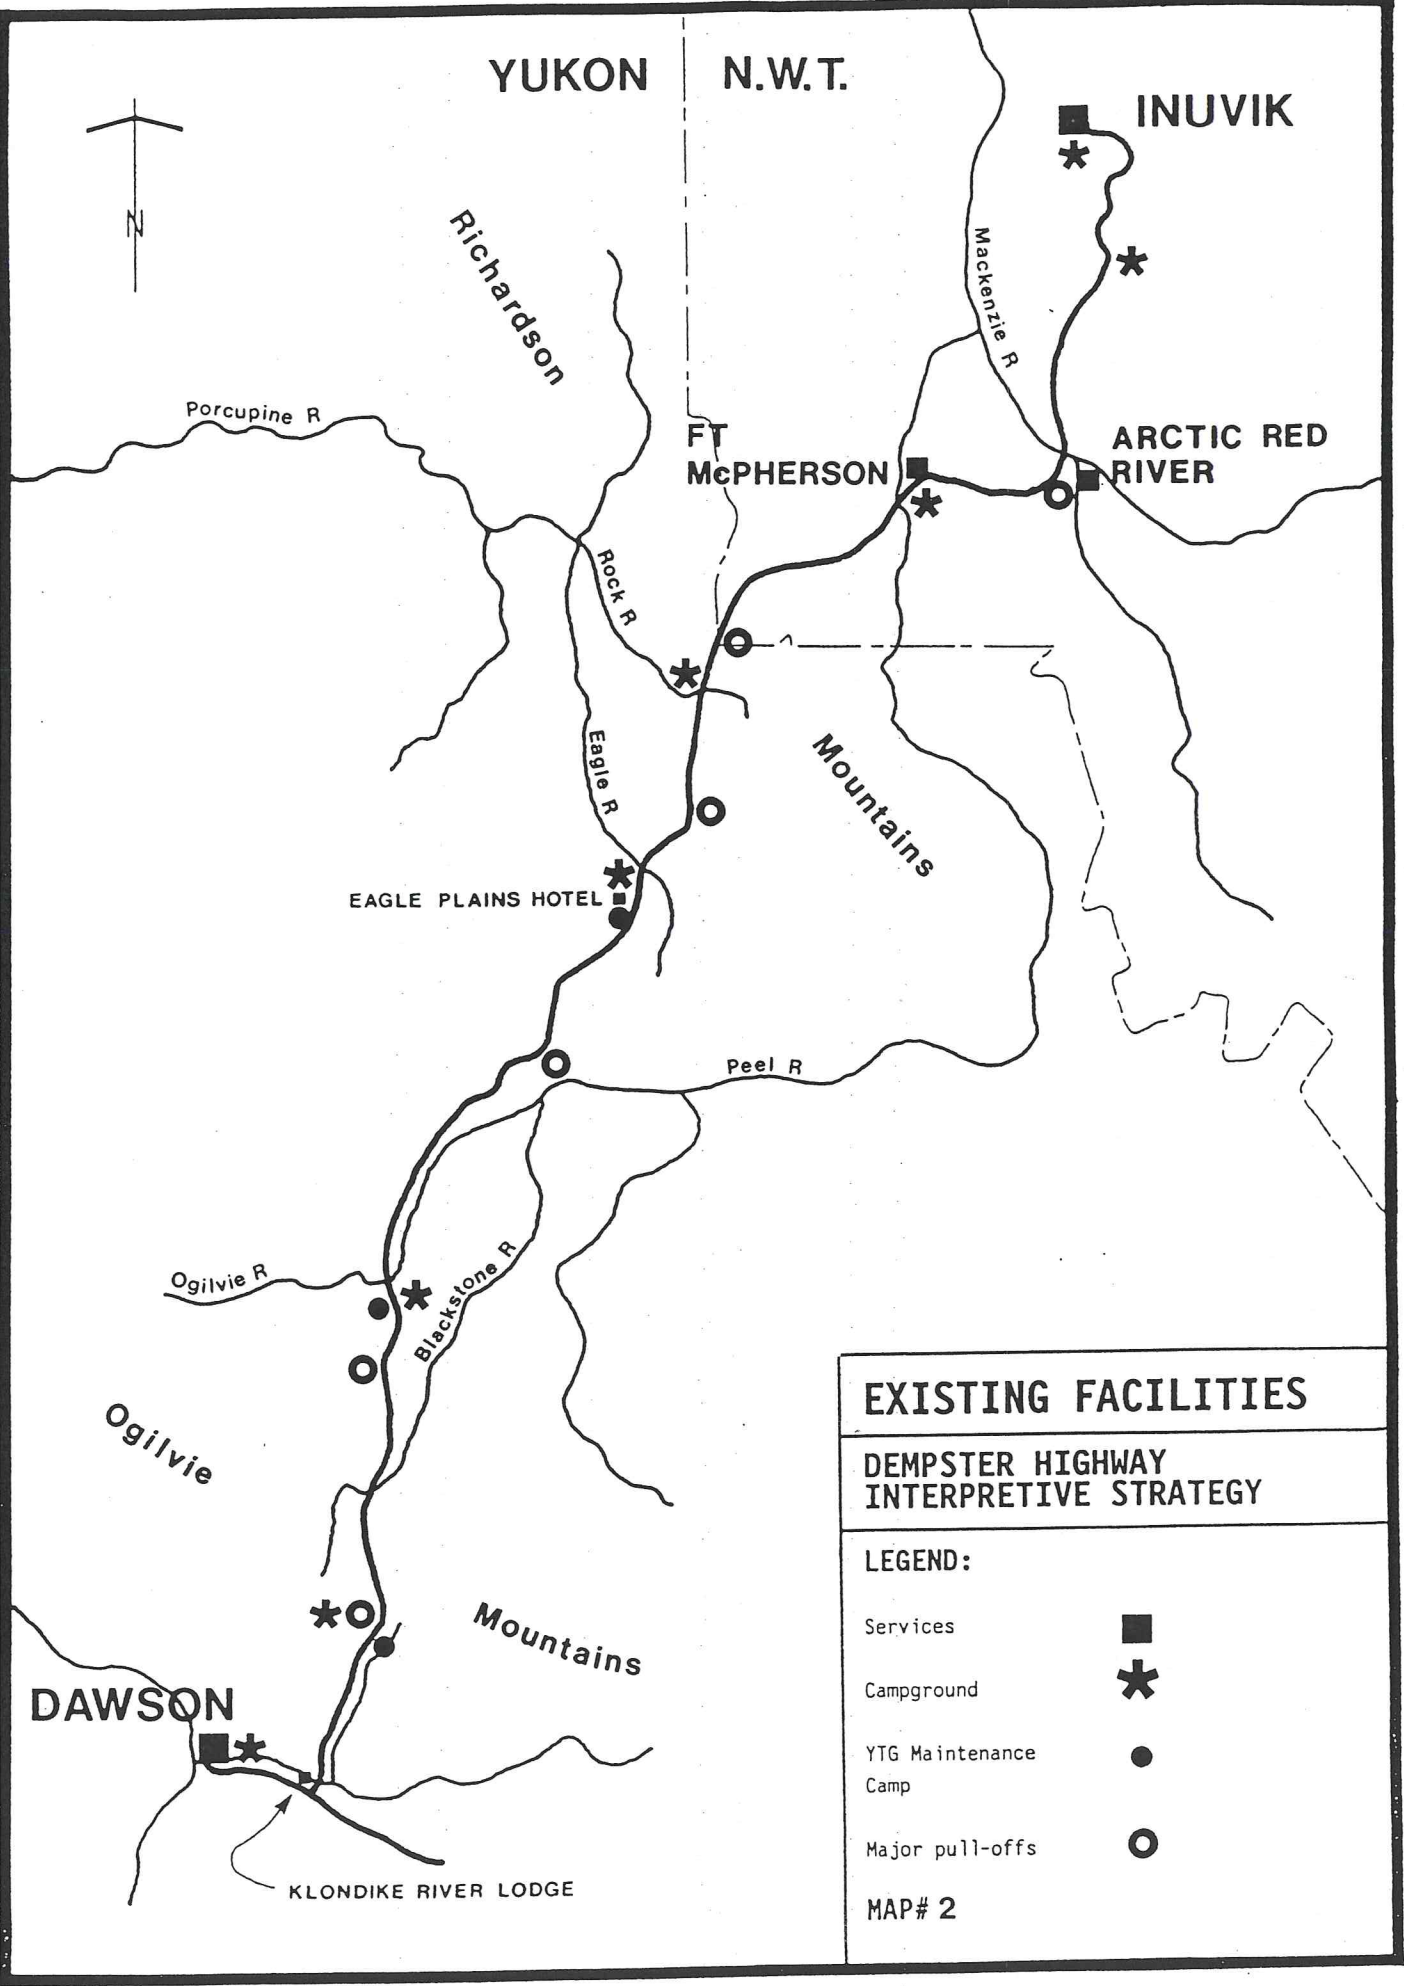 YUKON
N.W.T.
INUVIK
N
Richardson
Mackenzie R
Porcupine R
FT
McPHERSON
ARCTIC RED
RIVER
Rock R
Eagle R
Mountains
EAGLE PLAINS HOTEL
Peel R
Ogilvie R
Blackstone R
Ogilvie
Mountains
DAWSON
KLONDIKE RIVER LODGE
EXISTING FACILITIES
DEMPSTER HIGHWAY
INTERPRETIVE STRATEGY
LEGEND:
Services
Campground
YTG Maintenance
Camp
Major pull-offs
MAP# 2